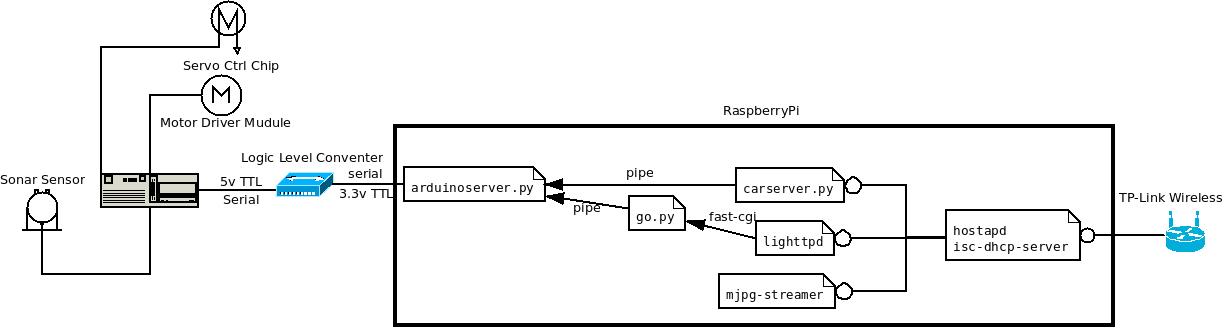 Servo Ctrl Chip
Motor Driver Mudule
RaspberryPi
Logic Level Conventer
Sonar Sensor
5v TTL
Serial
serial
3.3v TTL
arduinoserver.py
pipe
pipe
carserver.py
go.py
fast-cgi
lighttpd
mjpg-streamer
hostapd
isc-dhcp-server
TP-Link Wireless